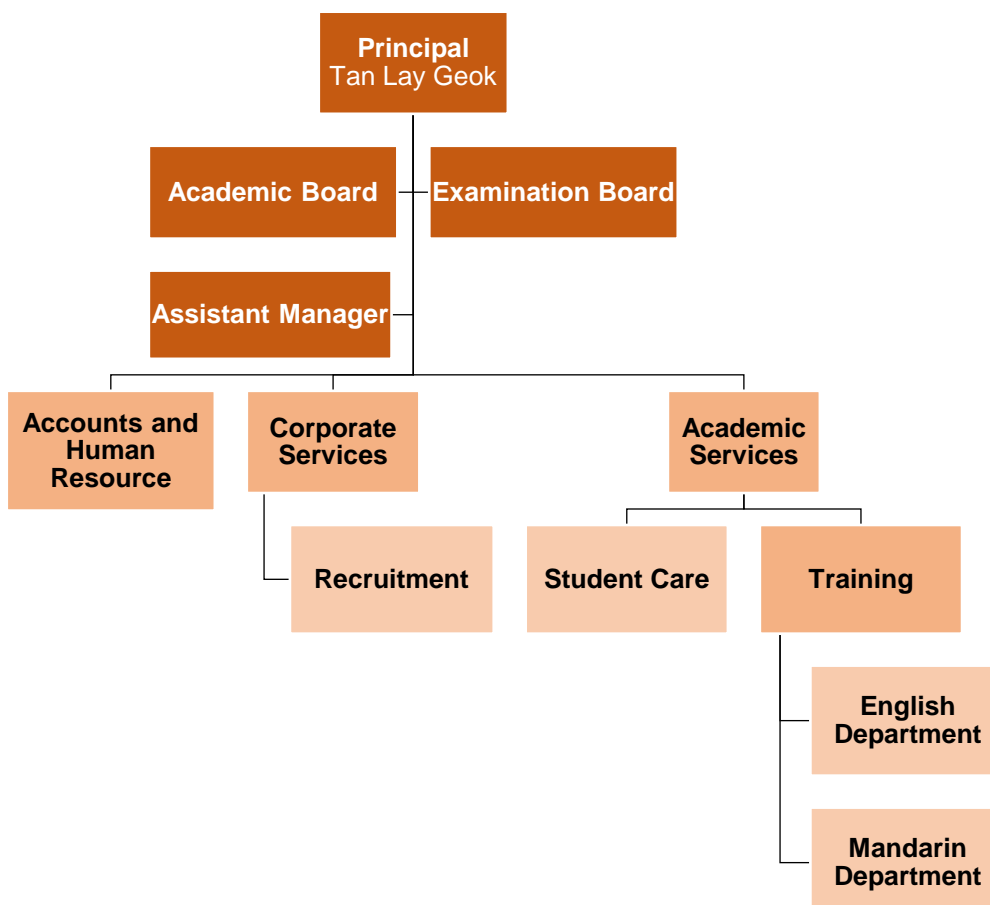 Principal
Tan Lay Geok
Academic Board
Examination Board
Assistant Manager
Accounts and
Human
Resource
Corporate
Services
Academic
Services
Recruitment
Student Care
Training
English
Department
Mandarin
Department